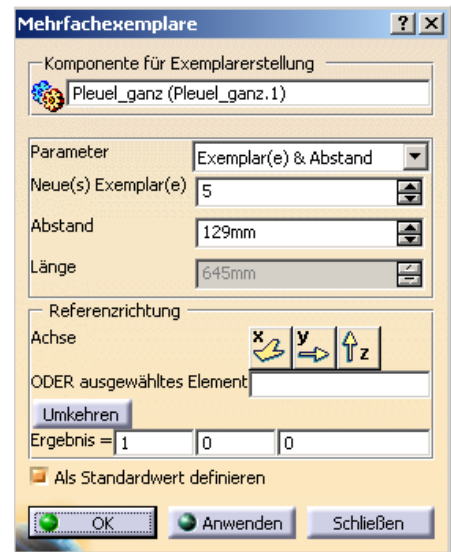 Mehrfachexemplare
Komponente für Exemplarerstellung
Pleuel_ganz (Pleuel_ganz.1)
Parameter Exemplar(e) & Abstand
Neue(s) Exemplar(e) 5
Abstand 129mm
Länge 645mm
Referenzrichtung
Achse x y z
ODER ausgewähltes Element
Umkehren
Ergebnis = 1 0 0
Als Standardwert definieren
OK Anwenden Schließen